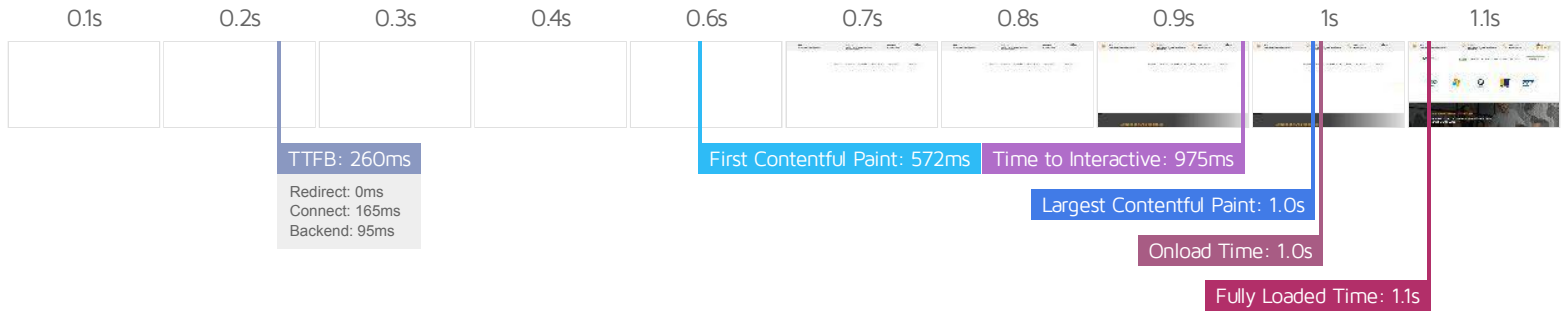 0.1s 0.2s 0.3s 0.4s 0.6s 0.7s 0.8s 0.9s 1s 1.1s
TTFB: 260ms
Redirect: 0ms
Connect: 165ms
Backend: 95ms
First Contentful Paint: 572ms
Time to Interactive: 975ms
Largest Contentful Paint: 1.0s
Onload Time: 1.0s
Fully Loaded Time: 1.1s